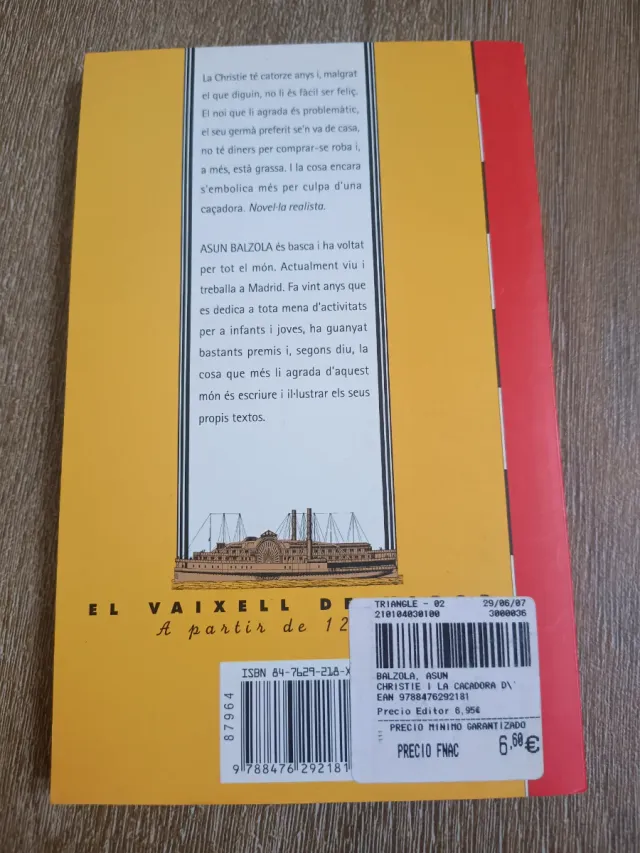 La Christie té catorze anys i, malgrat
el que diguin, no li és fàcil ser feliç.
El noi que li agrada és problemàtic,
el seu germà preferit se'n va de casa,
no té diners per comprar-se roba i,
a més, està grassa. I la cosa encara
s'embolica més per culpa d'una
caçadora. Novel·la realista.
ASUN BALZOLA és basca i ha voltat
per tot el món. Actualment viu i
treballa a Madrid. Fa vint anys que
es dedica a tota mena d'activitats
per a infants i joves, ha guanyat
bastants premis i, segons diu, la
cosa que més li agrada d'aquest
món és escriure i il·lustrar els seus
propis textos.
EL VAIXELL DE
A partir de 12
ISBN 84-7629-218-X
87964
9 788476 292181
TRIANGLE - 02 29/06/07
210104030100 3000036
BALZOLA, ASUN
CHRISTIE I LA CACADORA D\'
EAN 9788476292181
Precio Editor 6,95€
PRECIO MINIMO GARANTIZADO
PRECIO FNAC 6,60€